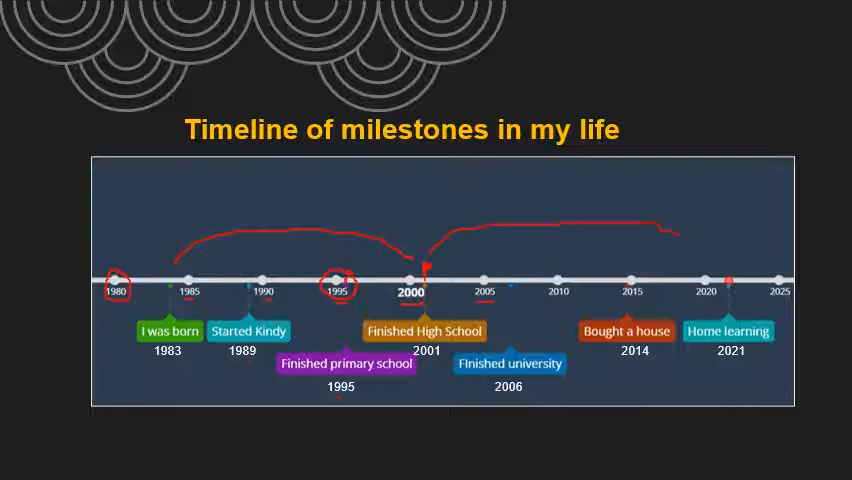 Timeline of milestones in my life
1980 1985 1990 1995 2000 2005 2010 2015 2020 2025
I was born Started Kindy Finished High School Bought a house Home learning
1983 1989 2001 2014 2021
Finished primary school FInished university
1995 2006